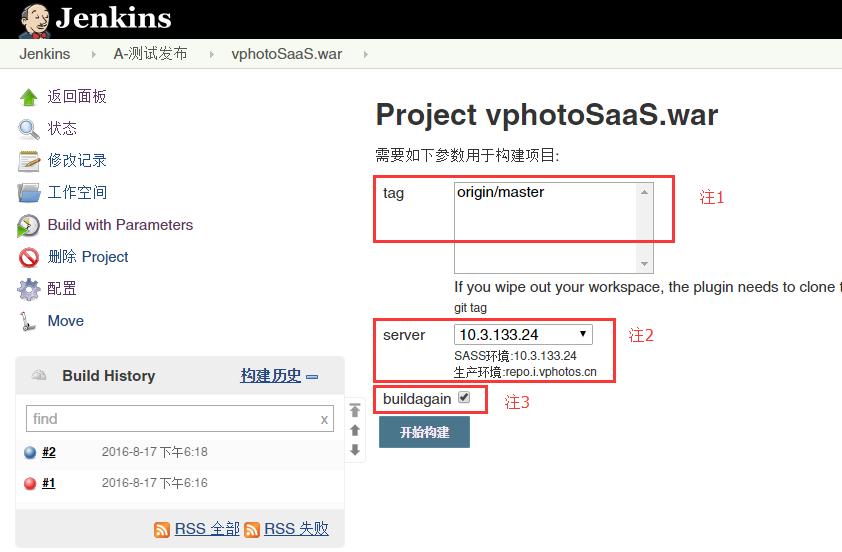 Jenkins
Jenkins A-测试发布 vphotoSaaS.war
返回面板
状态
修改记录
工作空间
Build with Parameters
删除 Project
配置
Move
Build History 构建历史
find x
#2 2016-8-17 下午6:18
#1 2016-8-17 下午6:16
RSS 全部 RSS 失败
Project vphotoSaaS.war
需要如下参数用于构建项目:
tag origin/master 注1
If you wipe out your workspace, the plugin needs to clone t
git tag
server 10.3.133.24 注2
SASS环境:10.3.133.24
生产环境:repo.i.vphotos.cn
buildagain 注3
开始构建